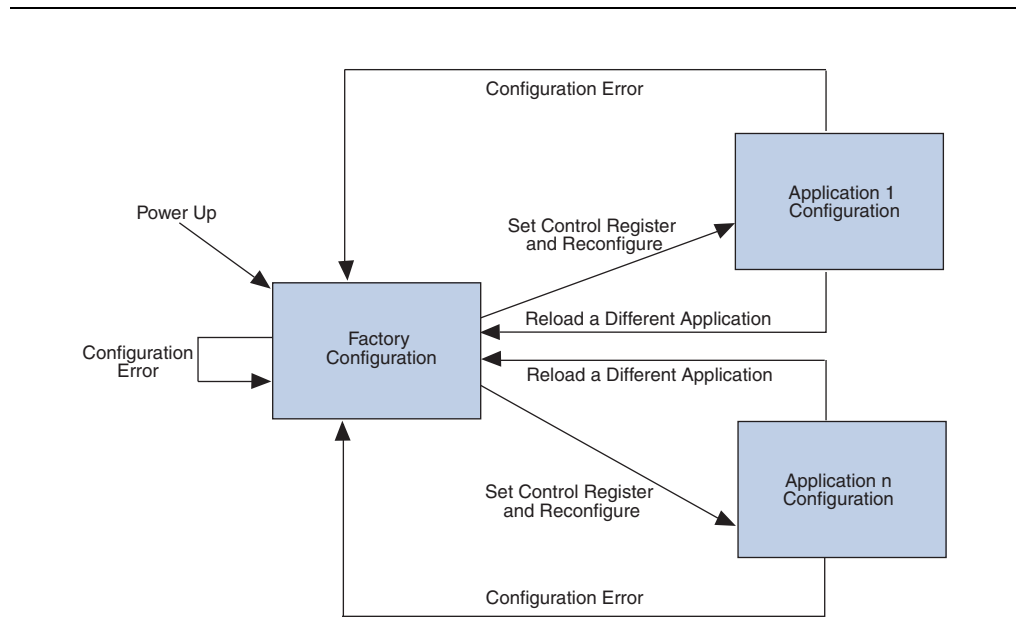 Configuration Error
Application 1
Configuration
Power Up
Set Control Register
and Reconfigure
Reload a Different Application
Factory
Configuration
Configuration
Error
Reload a Different Application
Application n
Configuration
Set Control Register
and Reconfigure
Configuration Error